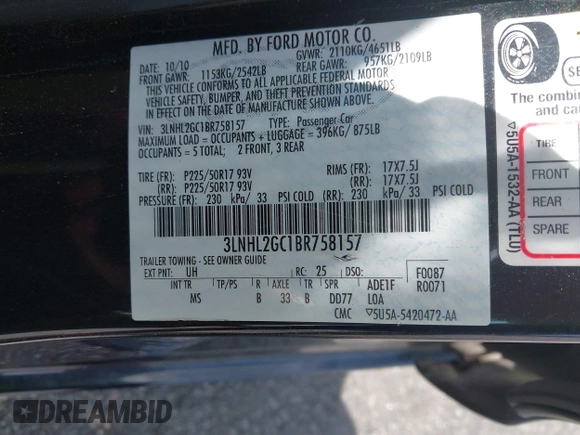 MFD. BY FORD MOTOR CO.
DATE: 10/10 GVWR: 2110KG/4651LB
FRONT GAWR: 1153KG/2542LB REAR GAWR: 957KG/2109LB
THIS VEHICLE CONFORMS TO ALL APPLICABLE FEDERAL MOTOR
VEHICLE SAFETY, BUMPER, AND THEFT PREVENTION STANDARDS
IN EFFECT ON THE DATE OF MANUFACTURE SHOWN ABOVE.
VIN: 3LNHL2GC1BR758157 TYPE: Passenger Car
MAXIMUM LOAD = OCCUPANTS + LUGGAGE = 396KG/ 875LB
OCCUPANTS = 5 TOTAL; 2 FRONT, 3 REAR
TIRE (FR): P225/50R17 93V RIMS (FR): 17X7.5J
(RR): P225/50R17 93V (RR): 17X7.5J
PRESSURE (FR): 230 kPa/ 33 PSI COLD (RR): 230 kPa/33 PSI COLD
3LNHL2GC1BR758157
TRAILER TOWING - SEE OWNER GUIDE
EXT PNT: UH RC: 25 DSO: F0087
INT TR TP/PS R AXLE TR SPR ADE1F R0071
MS B 33 B DD77 LOA
CMC ▽5U5A-5420472-AA
SE
The combin
and ca
▽5U5A-1532-AA (TLU)
TIRE
FRONT
REAR
SPARE
DREAMBID